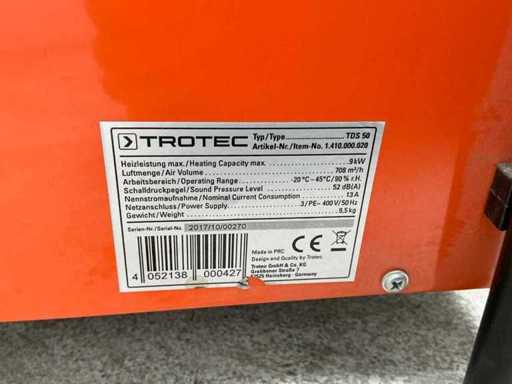 TROTEC
Typ/Type TDS 50
Artikel-Nr./Item-No. 1.410.000.020
Heizleistung max./Heating Capacity max. 9 kW
Luftmenge/Air Volume 708 m³/h
Arbeitsbereich/Operating Range -20°C – 45°C/90 % r.H.
Schalldruckpegel/Sound Pressure Level 52 dB(A)
Nennstromaufnahme/Nominal Current Consumption 13 A
Netzanschluss/Power Supply 3/PE~ 400 V/50 Hz
Gewicht/Weight 9,5 kg
Serien-Nr./Serial-No. 2017/10/00270
Made in PRC
Design and Quality by Trotec
CE
Trotec GmbH & Co. KG
Grebbener Straße 7
52525 Heinsberg · Germany
4 052138 000427